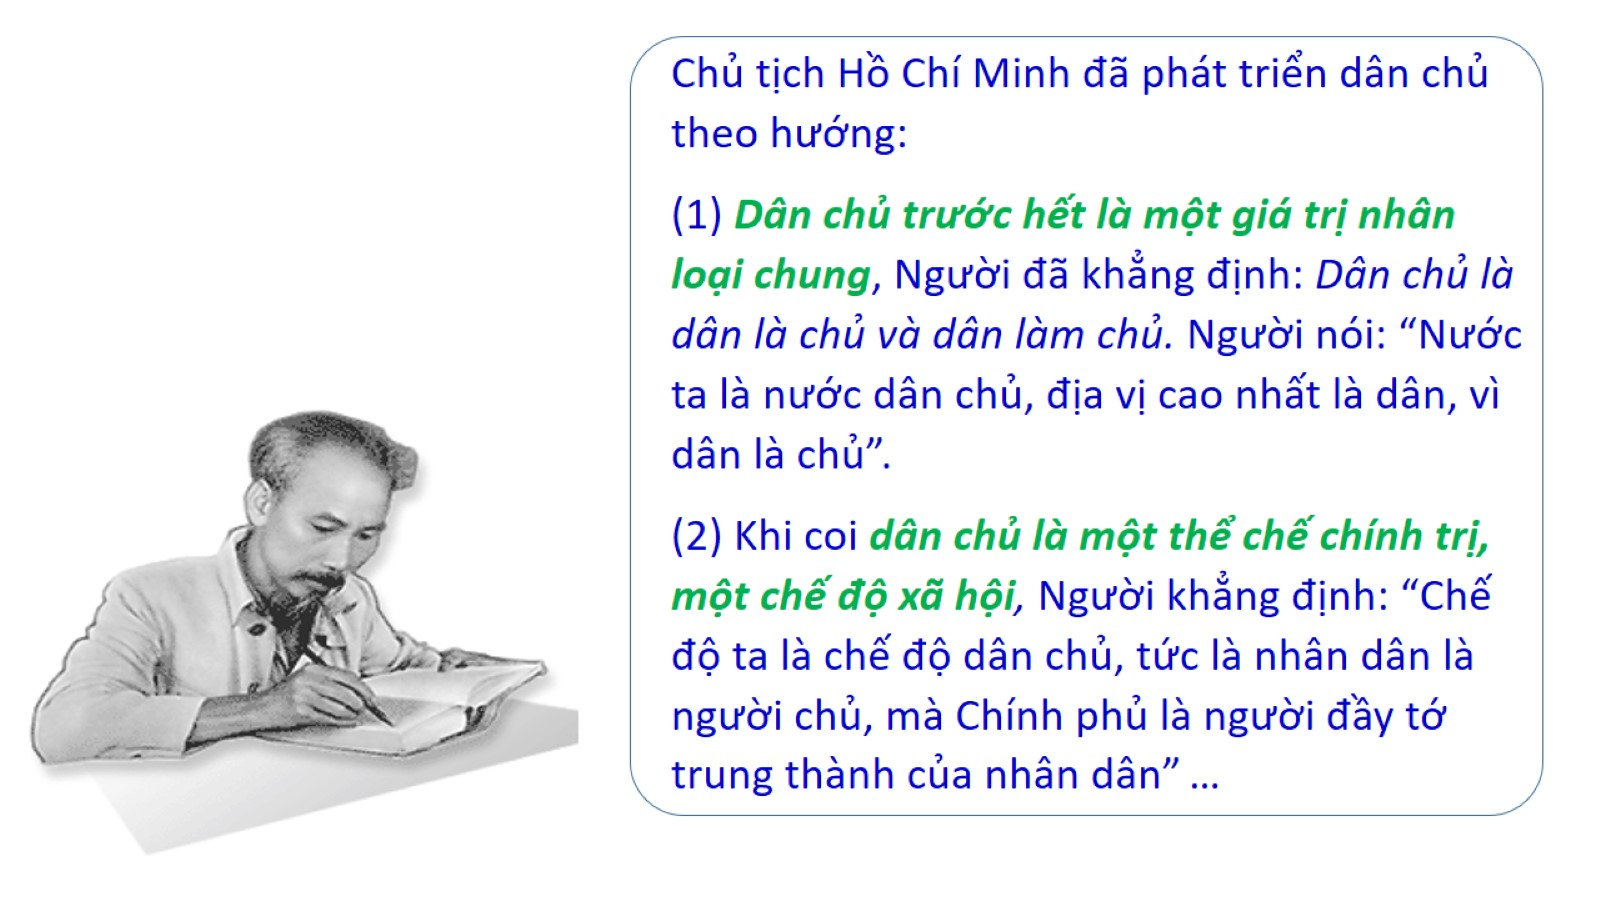 Chủ tịch Hồ Chí Minh đã phát triển dân chủ
theo hướng:
(1) Dân chủ trước hết là một giá trị nhân
loại chung, Người đã khẳng định: Dân chủ là
dân là chủ và dân làm chủ. Người nói: “Nước
ta là nước dân chủ, địa vị cao nhất là dân, vì
dân là chủ”.
(2) Khi coi dân chủ là một thể chế chính trị,
một chế độ xã hội, Người khẳng định: “Chế
độ ta là chế độ dân chủ, tức là nhân dân là
người chủ, mà Chính phủ là người đầy tớ
trung thành của nhân dân” ...